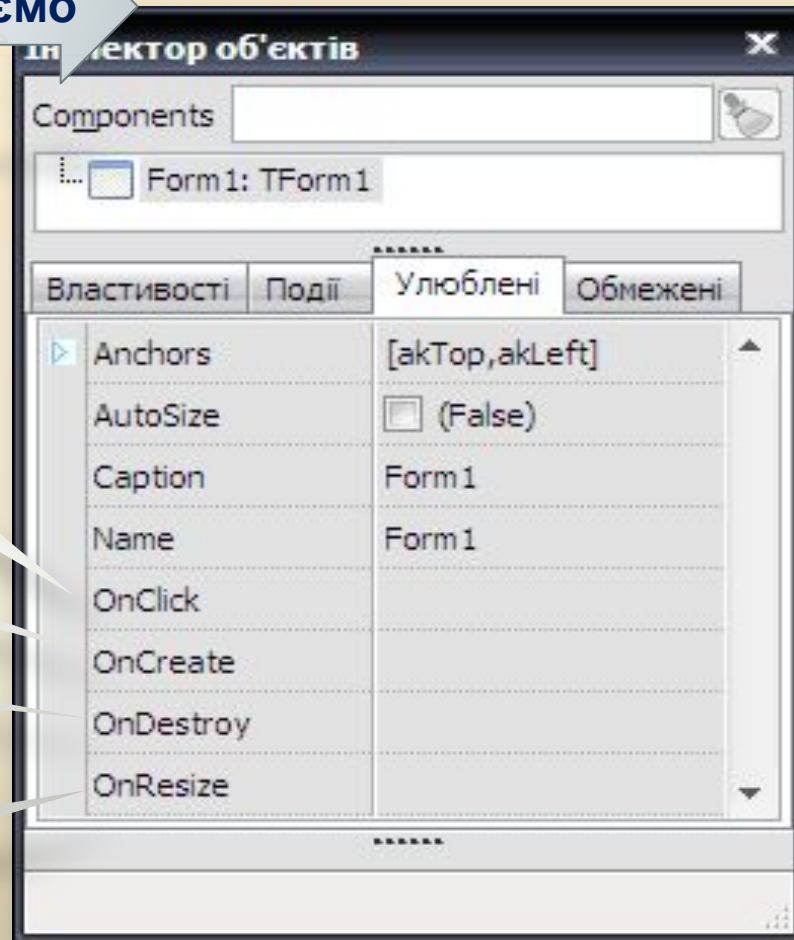 ємо
Інспектор об'єктів
Components
Form1: TForm1
Властивості Події Улюблені Обмежені
Anchors [akTop,akLeft]
AutoSize (False)
Caption Form1
Name Form1
OnClick
OnCreate
OnDestroy
OnResize